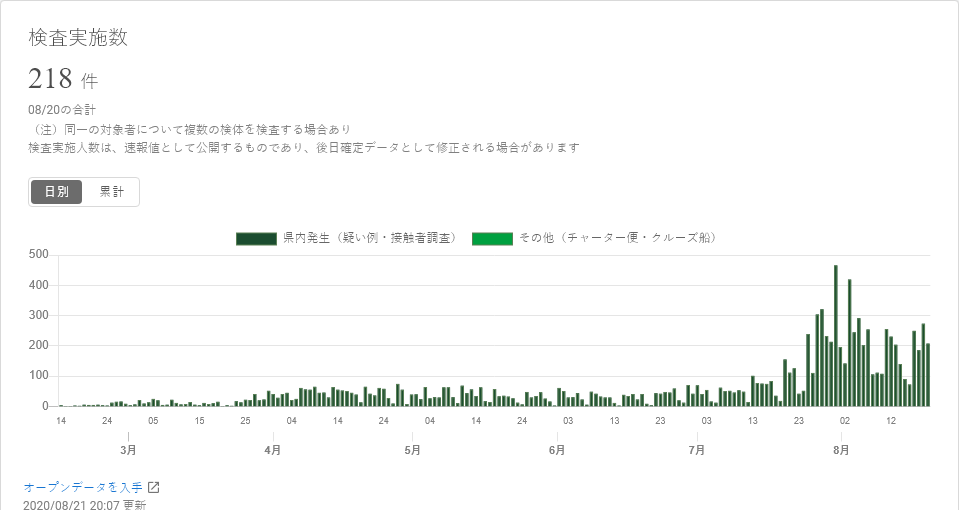 検査実施数
218 件
08/20の合計
（注）同一の対象者について複数の検体を検査する場合あり
検査実施人数は、速報値として公開するものであり、後日確定データとして修正される場合があります
日別 累計
県内発生（疑い例・接触者調査） その他（チャーター便・クルーズ船）
500
400
300
200
100
0
14 24 05 15 25 04 14 24 04 14 24 03 13 23 03 13 23 02 12
3月 4月 5月 6月 7月 8月
オープンデータを入手
2020/08/21 20:07 更新